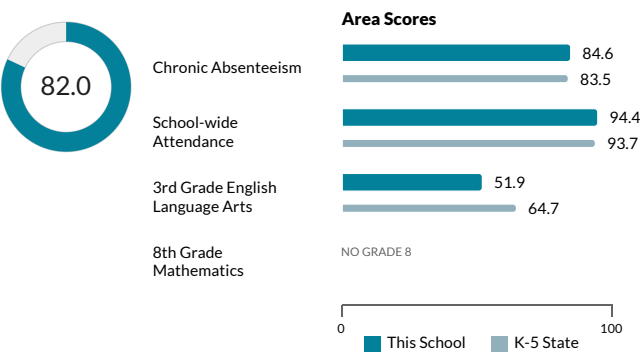 Area Scores
82.0
Chronic Absenteeism
84.6
83.5
School-wide
Attendance
94.4
93.7
3rd Grade English
Language Arts
51.9
64.7
8th Grade
Mathematics
NO GRADE 8
0
100
This School
K-5 State